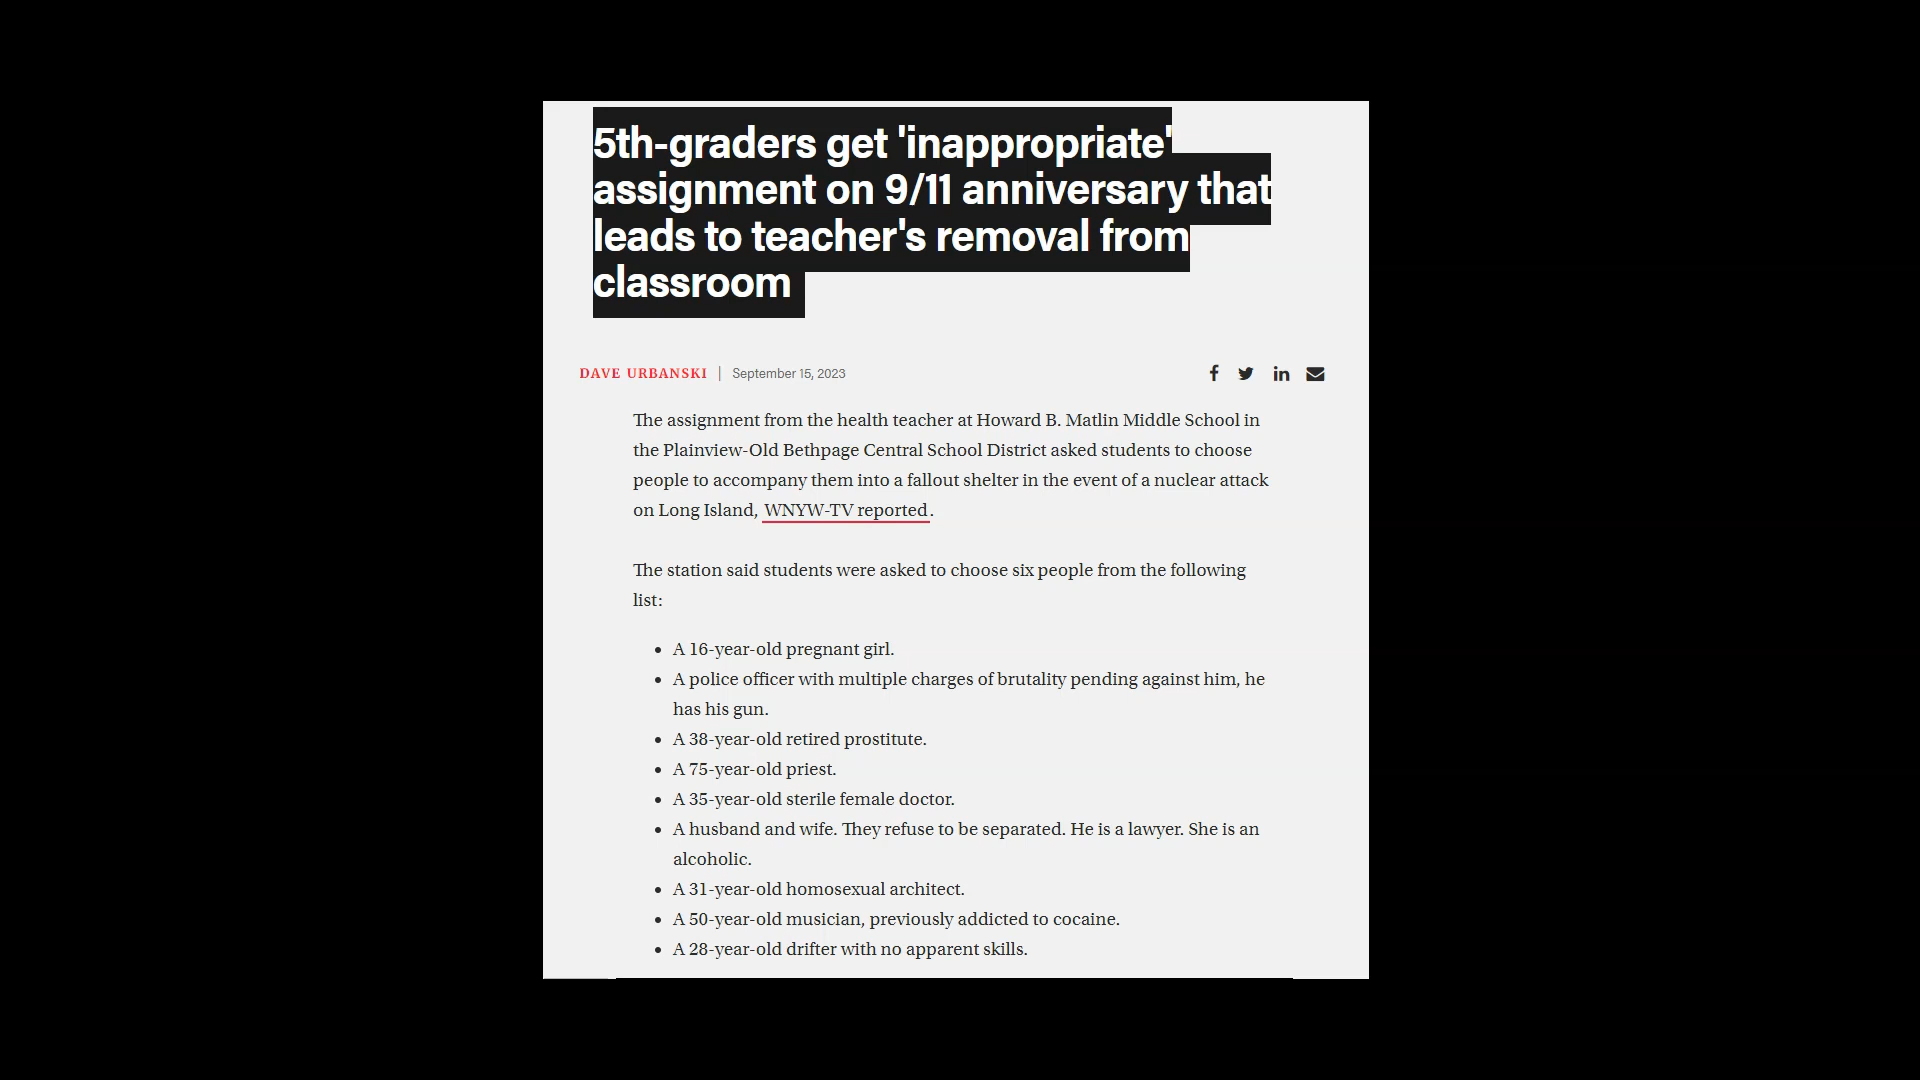 5th-graders get 'inappropriate'
assignment on 9/11 anniversary that
leads to teacher's removal from
classroom
DAVE URBANSKI | September 15, 2023
The assignment from the health teacher at Howard B. Matlin Middle School in
the Plainview-Old Bethpage Central School District asked students to choose
people to accompany them into a fallout shelter in the event of a nuclear attack
on Long Island, WNYW-TV reported.
The station said students were asked to choose six people from the following
list:
• A 16-year-old pregnant girl.
• A police officer with multiple charges of brutality pending against him, he
has his gun.
• A 38-year-old retired prostitute.
• A 75-year-old priest.
• A 35-year-old sterile female doctor.
• A husband and wife. They refuse to be separated. He is a lawyer. She is an
alcoholic.
• A 31-year-old homosexual architect.
• A 50-year-old musician, previously addicted to cocaine.
• A 28-year-old drifter with no apparent skills.